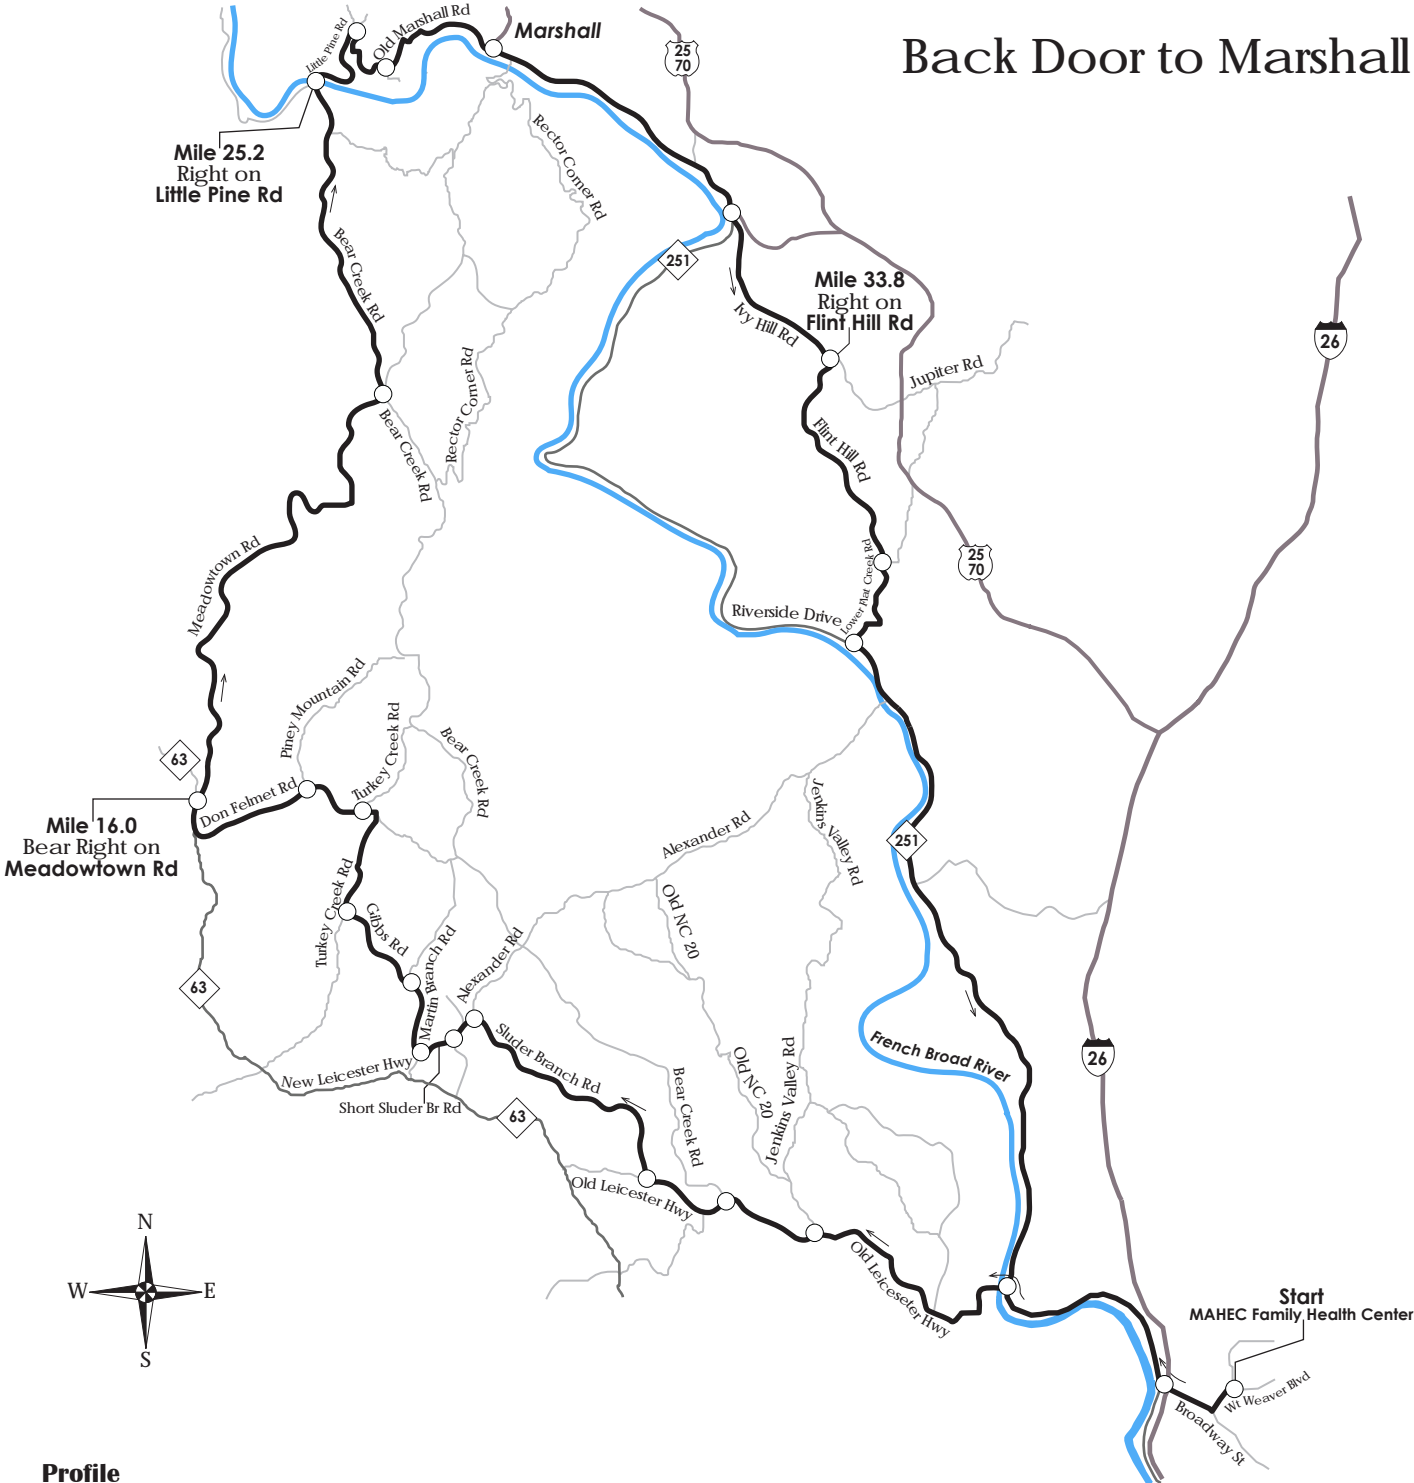 Back Door to Marshall
Little Pine Rd
Old Marshall Rd
Marshall
25
70
Mile 25.2
Right on
Little Pine Rd
Rector Corner Rd
Bear Creek Rd
251
Mile 33.8
Right on
Flint Hill Rd
Ivy Hill Rd
26
Jupiter Rd
Rector Corner Rd
Bear Creek Rd
Flint Hill Rd
Meadowtown Rd
25
70
Lower Flat Creek Rd
Riverside Drive
Piney Mountain Rd
Turkey Creek Rd
Bear Creek Rd
63
Don Felmet Rd
Mile 16.0
Bear Right on
Meadowtown Rd
Alexander Rd
Jenkins Valley Rd
251
Turkey Creek Rd
Gibbs Rd
Old NC 20
Martin Branch Rd
Alexander Rd
63
Sluder Branch Rd
French Broad River
26
New Leicester Hwy
Short Sluder Br Rd
63
Bear Creek Rd
Old NC 20
Jenkins Valley Rd
Old Leicester Hwy
Old Leiceseter Hwy
N
W
E
S
Start
MAHEC Family Health Center
Wt Weaver Blvd
Broadway St
Profile